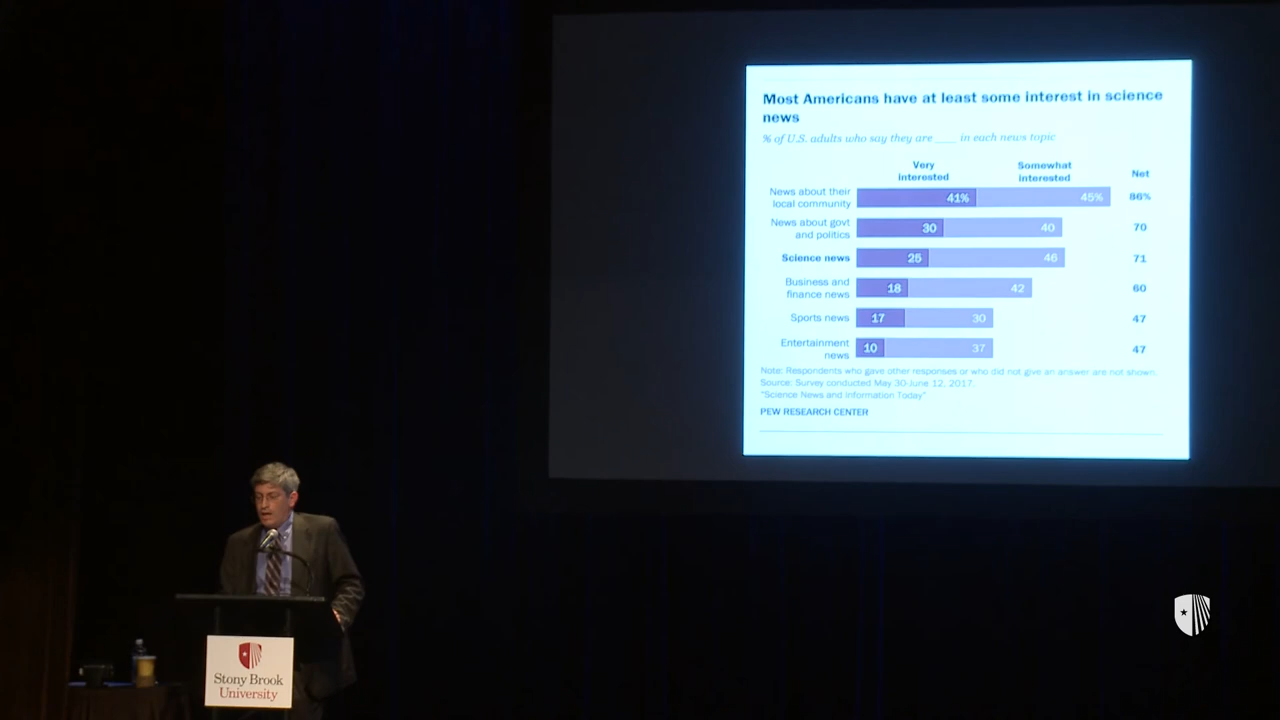 Most Americans have at least some interest in science
news
% of U.S. adults who say they are ____ in each news topic
Very
interested
Somewhat
interested
Net
News about their
local community
41%
45%
86%
News about govt
and politics
30
40
70
Science news
25
46
71
Business and
finance news
18
42
60
Sports news
17
30
47
Entertainment
news
10
37
47
Note: Respondents who gave other responses or who did not give an answer are not shown.
Source: Survey conducted May 30-June 12, 2017.
"Science News and Information Today"
PEW RESEARCH CENTER
Stony Brook
University